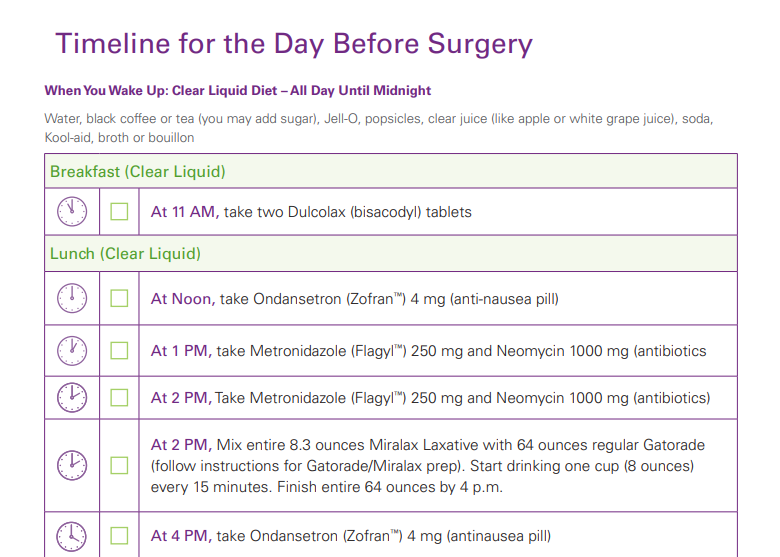 Timeline for the Day Before Surgery
When You Wake Up: Clear Liquid Diet – All Day Until Midnight
Water, black coffee or tea (you may add sugar), Jell-O, popsicles, clear juice (like apple or white grape juice), soda,
Kool-aid, broth or bouillon
Breakfast (Clear Liquid)
At 11 AM, take two Dulcolax (bisacodyl) tablets
Lunch (Clear Liquid)
At Noon, take Ondansetron (Zofran™) 4 mg (anti-nausea pill)
At 1 PM, take Metronidazole (Flagyl™) 250 mg and Neomycin 1000 mg (antibiotics
At 2 PM, Take Metronidazole (Flagyl™) 250 mg and Neomycin 1000 mg (antibiotics)
At 2 PM, Mix entire 8.3 ounces Miralax Laxative with 64 ounces regular Gatorade
(follow instructions for Gatorade/Miralax prep). Start drinking one cup (8 ounces)
every 15 minutes. Finish entire 64 ounces by 4 p.m.
At 4 PM, take Ondansetron (Zofran™) 4 mg (antinausea pill)